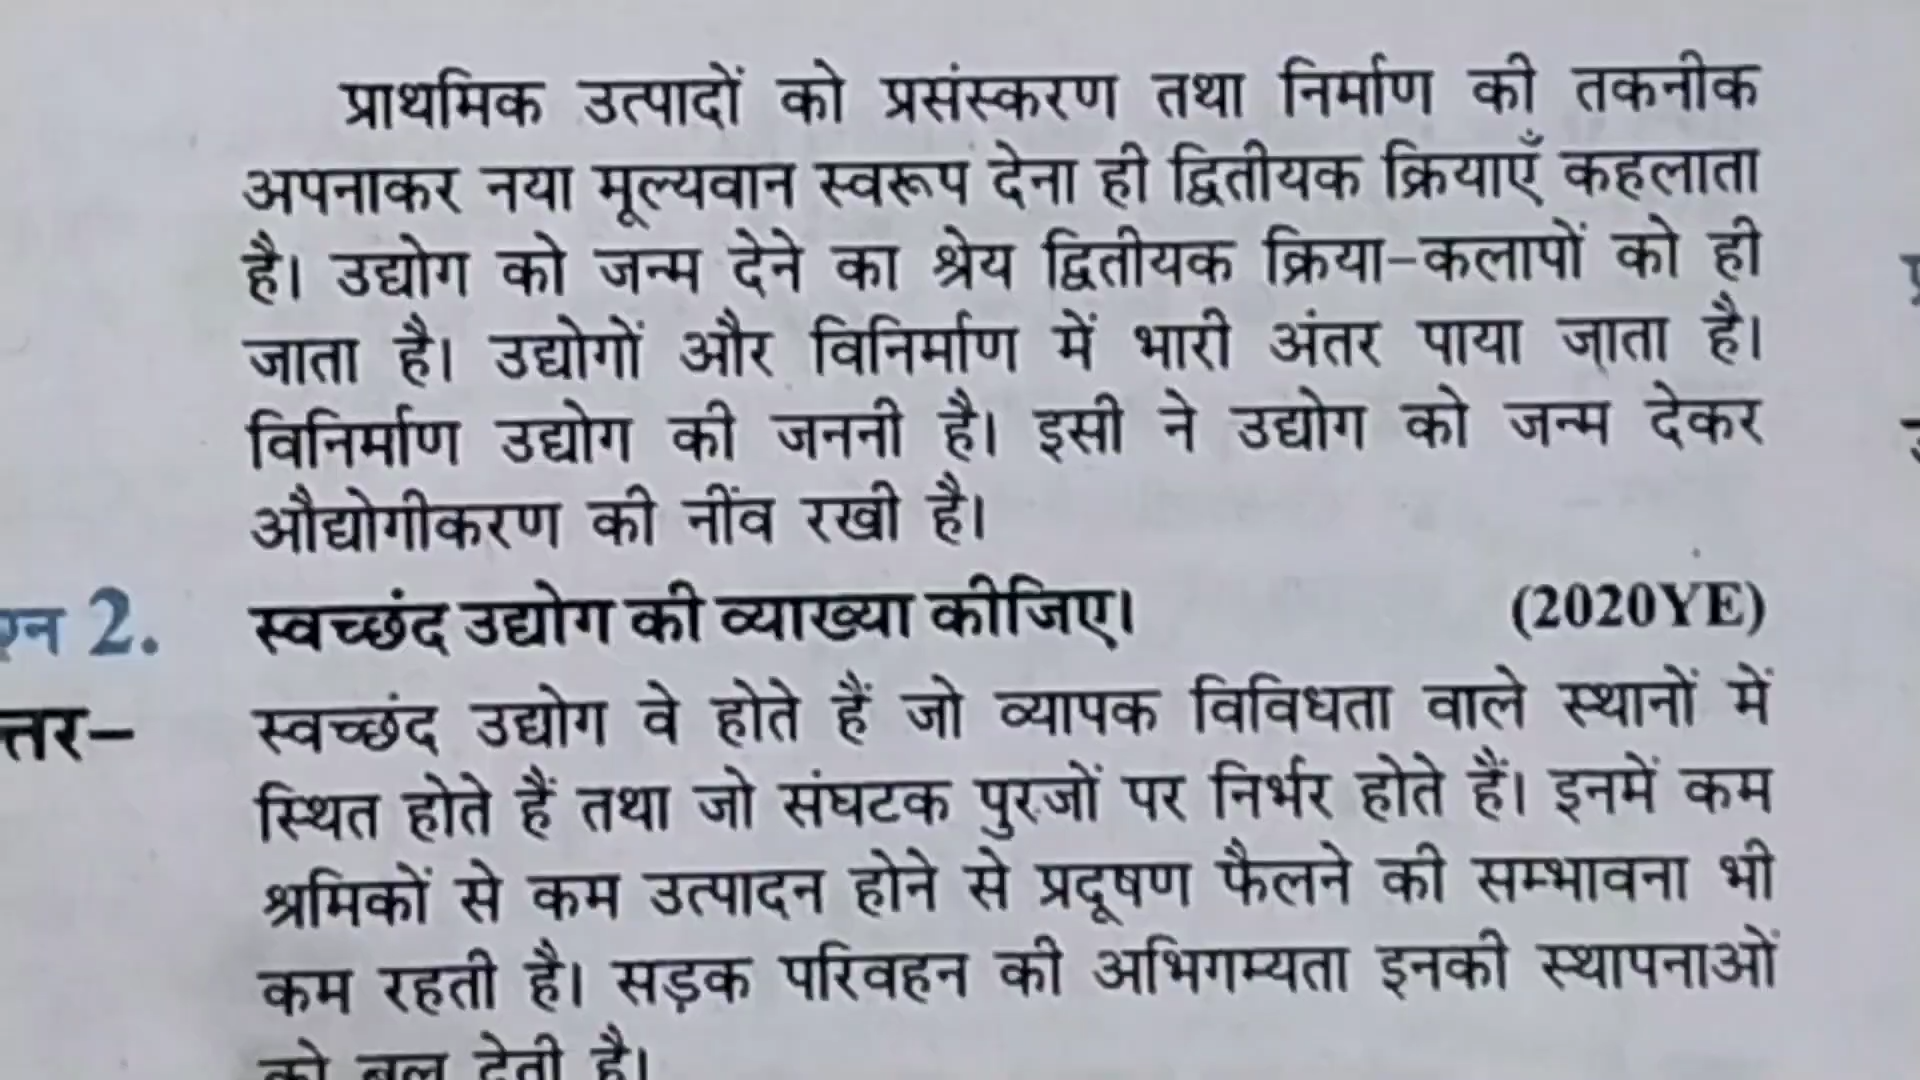 प्राथमिक उत्पादों को प्रसंस्करण तथा निर्माण की तकनीक
अपनाकर नया मूल्यवान स्वरूप देना ही द्वितीयक क्रियाएँ कहलाता
है। उद्योग को जन्म देने का श्रेय द्वितीयक क्रिया-कलापों को ही
जाता है। उद्योगों और विनिर्माण में भारी अंतर पाया जाता है।
विनिर्माण उद्योग की जननी है। इसी ने उद्योग को जन्म देकर
औद्योगीकरण की नींव रखी है।
2. स्वच्छंद उद्योग की व्याख्या कीजिए। (2020YE)
त्तर- स्वच्छंद उद्योग वे होते हैं जो व्यापक विविधता वाले स्थानों में
स्थित होते हैं तथा जो संघटक पुरजों पर निर्भर होते हैं। इनमें कम
श्रमिकों से कम उत्पादन होने से प्रदूषण फैलने की सम्भावना भी
कम रहती है। सड़क परिवहन की अभिगम्यता इनकी स्थापनाओं
को बल देती है।